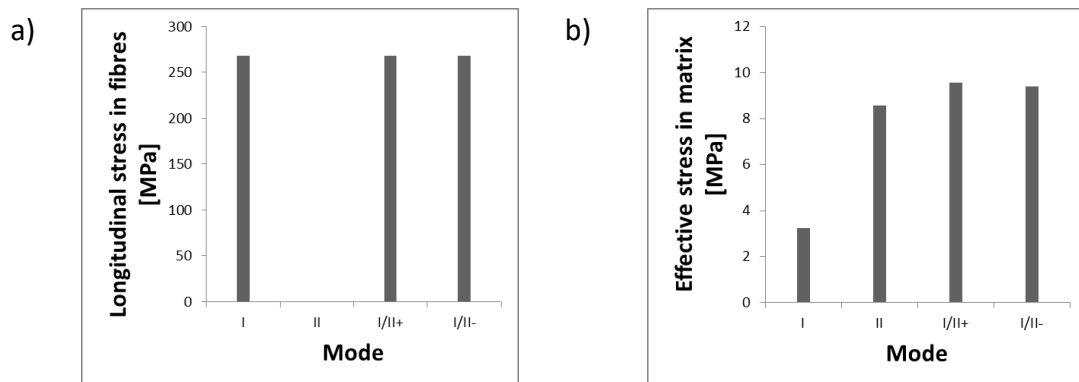 a)
Longitudinal stress in fibres
[MPa]
300
250
200
150
100
50
0
I
II
I/II+
I/II-
Mode
b)
Effective stress in matrix
[MPa]
12
10
8
6
4
2
0
I
II
I/II+
I/II-
Mode